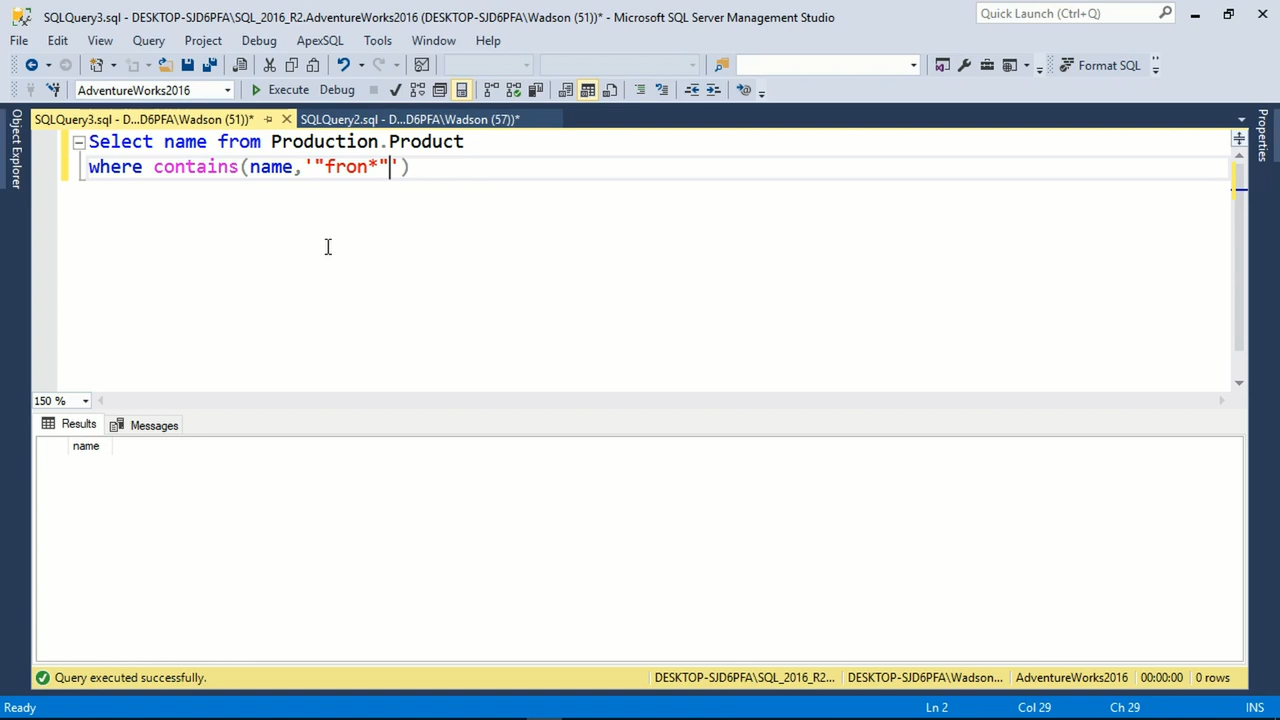 SQLQuery3.sql - DESKTOP-SJD6PFA\SQL_2016_R2.AdventureWorks2016 (DESKTOP-SJD6PFA\Wadson (51))* - Microsoft SQL Server Management Studio
Quick Launch (Ctrl+Q)
File Edit View Query Project Debug ApexSQL Tools Window Help
Format SQL
AdventureWorks2016 Execute Debug
SQLQuery3.sql - D...D6PFA\Wadson (51))* SQLQuery2.sql - D...D6PFA\Wadson (57))*
Object Explorer
Properties
Select name from Production.Product
where contains(name,'"fron*"')
150 %
Results Messages
name
Query executed successfully. DESKTOP-SJD6PFA\SQL_2016_R2... DESKTOP-SJD6PFA\Wadson... AdventureWorks2016 00:00:00 0 rows
Ready Ln 2 Col 29 Ch 29 INS